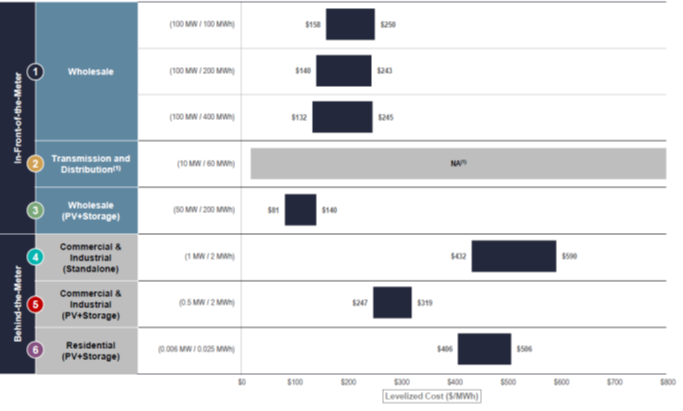 In-Front-of-the-Meter
1
Wholesale
(100 MW / 100 MWh)
$158
$250
(100 MW / 200 MWh)
$140
$243
(100 MW / 400 MWh)
$132
$245
2
Transmission and
Distribution(1)
(10 MW / 60 MWh)
3
Wholesale
(PV+Storage)
(50 MW / 200 MWh)
$81
$140
Behind-the-Meter
4
Commercial &
Industrial
(Standalone)
(1 MW / 2 MWh)
$432
$590
5
Commercial &
Industrial
(PV+Storage)
(0.5 MW / 2 MWh)
$247
$319
6
Residential
(PV+Storage)
(0.006 MW / 0.025 MWh)
$406
$506
$0 $100 $200 $300 $400 $500 $600 $700 $800
Levelized Cost ($/MWh)